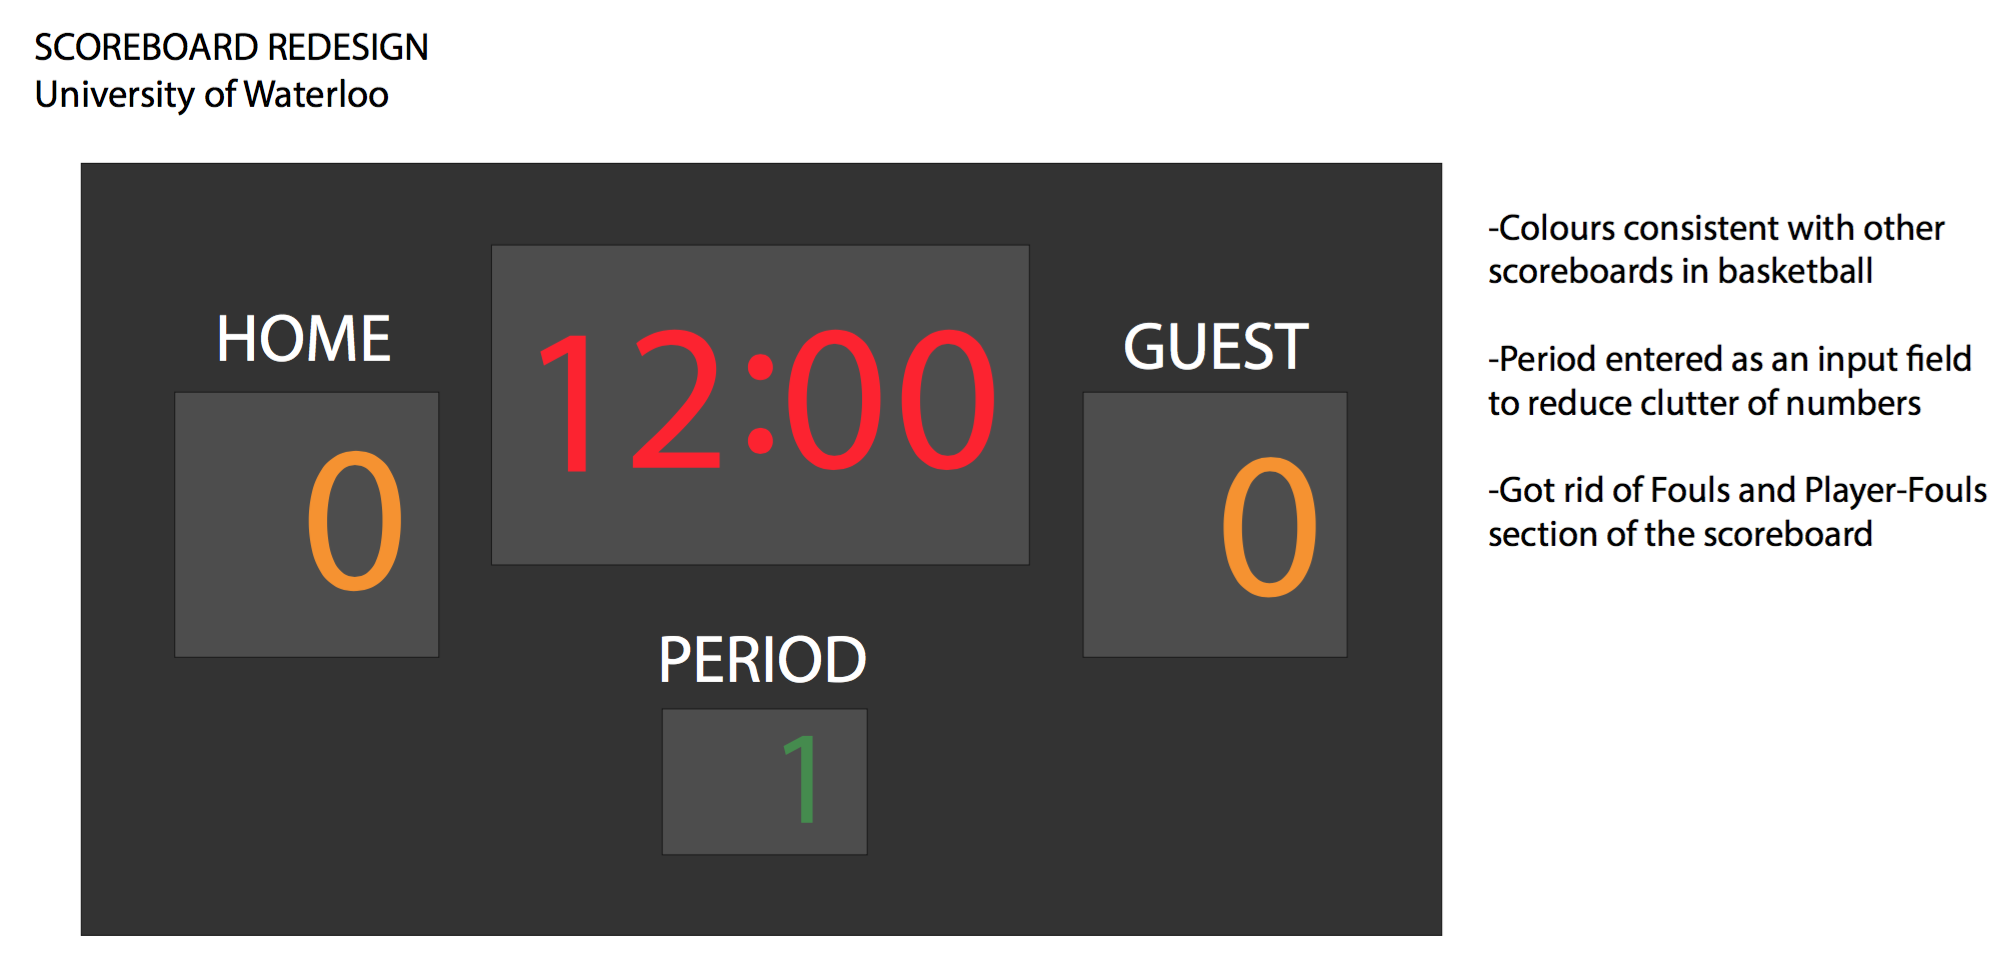 SCOREBOARD REDESIGN
University of Waterloo
HOME
12:00
GUEST
0
0
PERIOD
1
-Colours consistent with other
scoreboards in basketball
-Period entered as an input field
to reduce clutter of numbers
-Got rid of Fouls and Player-Fouls
section of the scoreboard